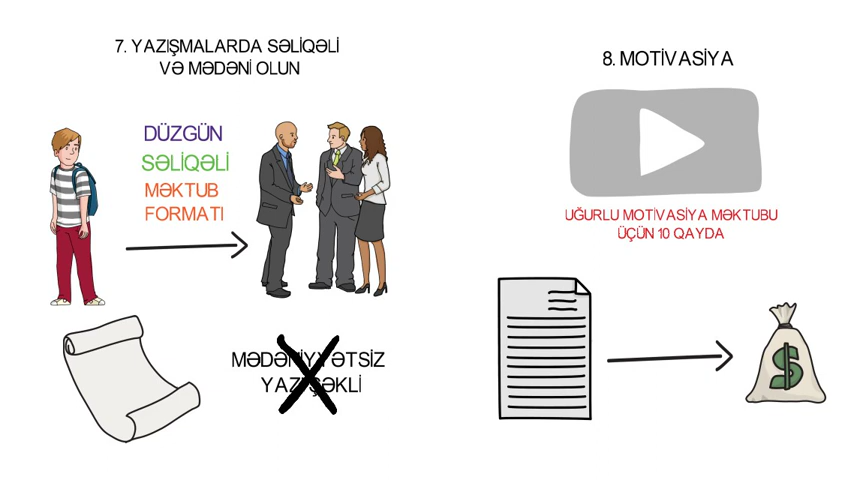 7. YAZIŞMALARDA SƏLİQƏLİ
VƏ MƏDƏNİ OLUN
DÜZGÜN
SƏLİQƏLİ
MƏKTUB
FORMATI
MƏDƏNİYYƏTSİZ
YAZI ŞƏKLİ
8. MOTİVASİYA
UĞURLU MOTİVASİYA MƏKTUBU
ÜÇÜN 10 QAYDA
$